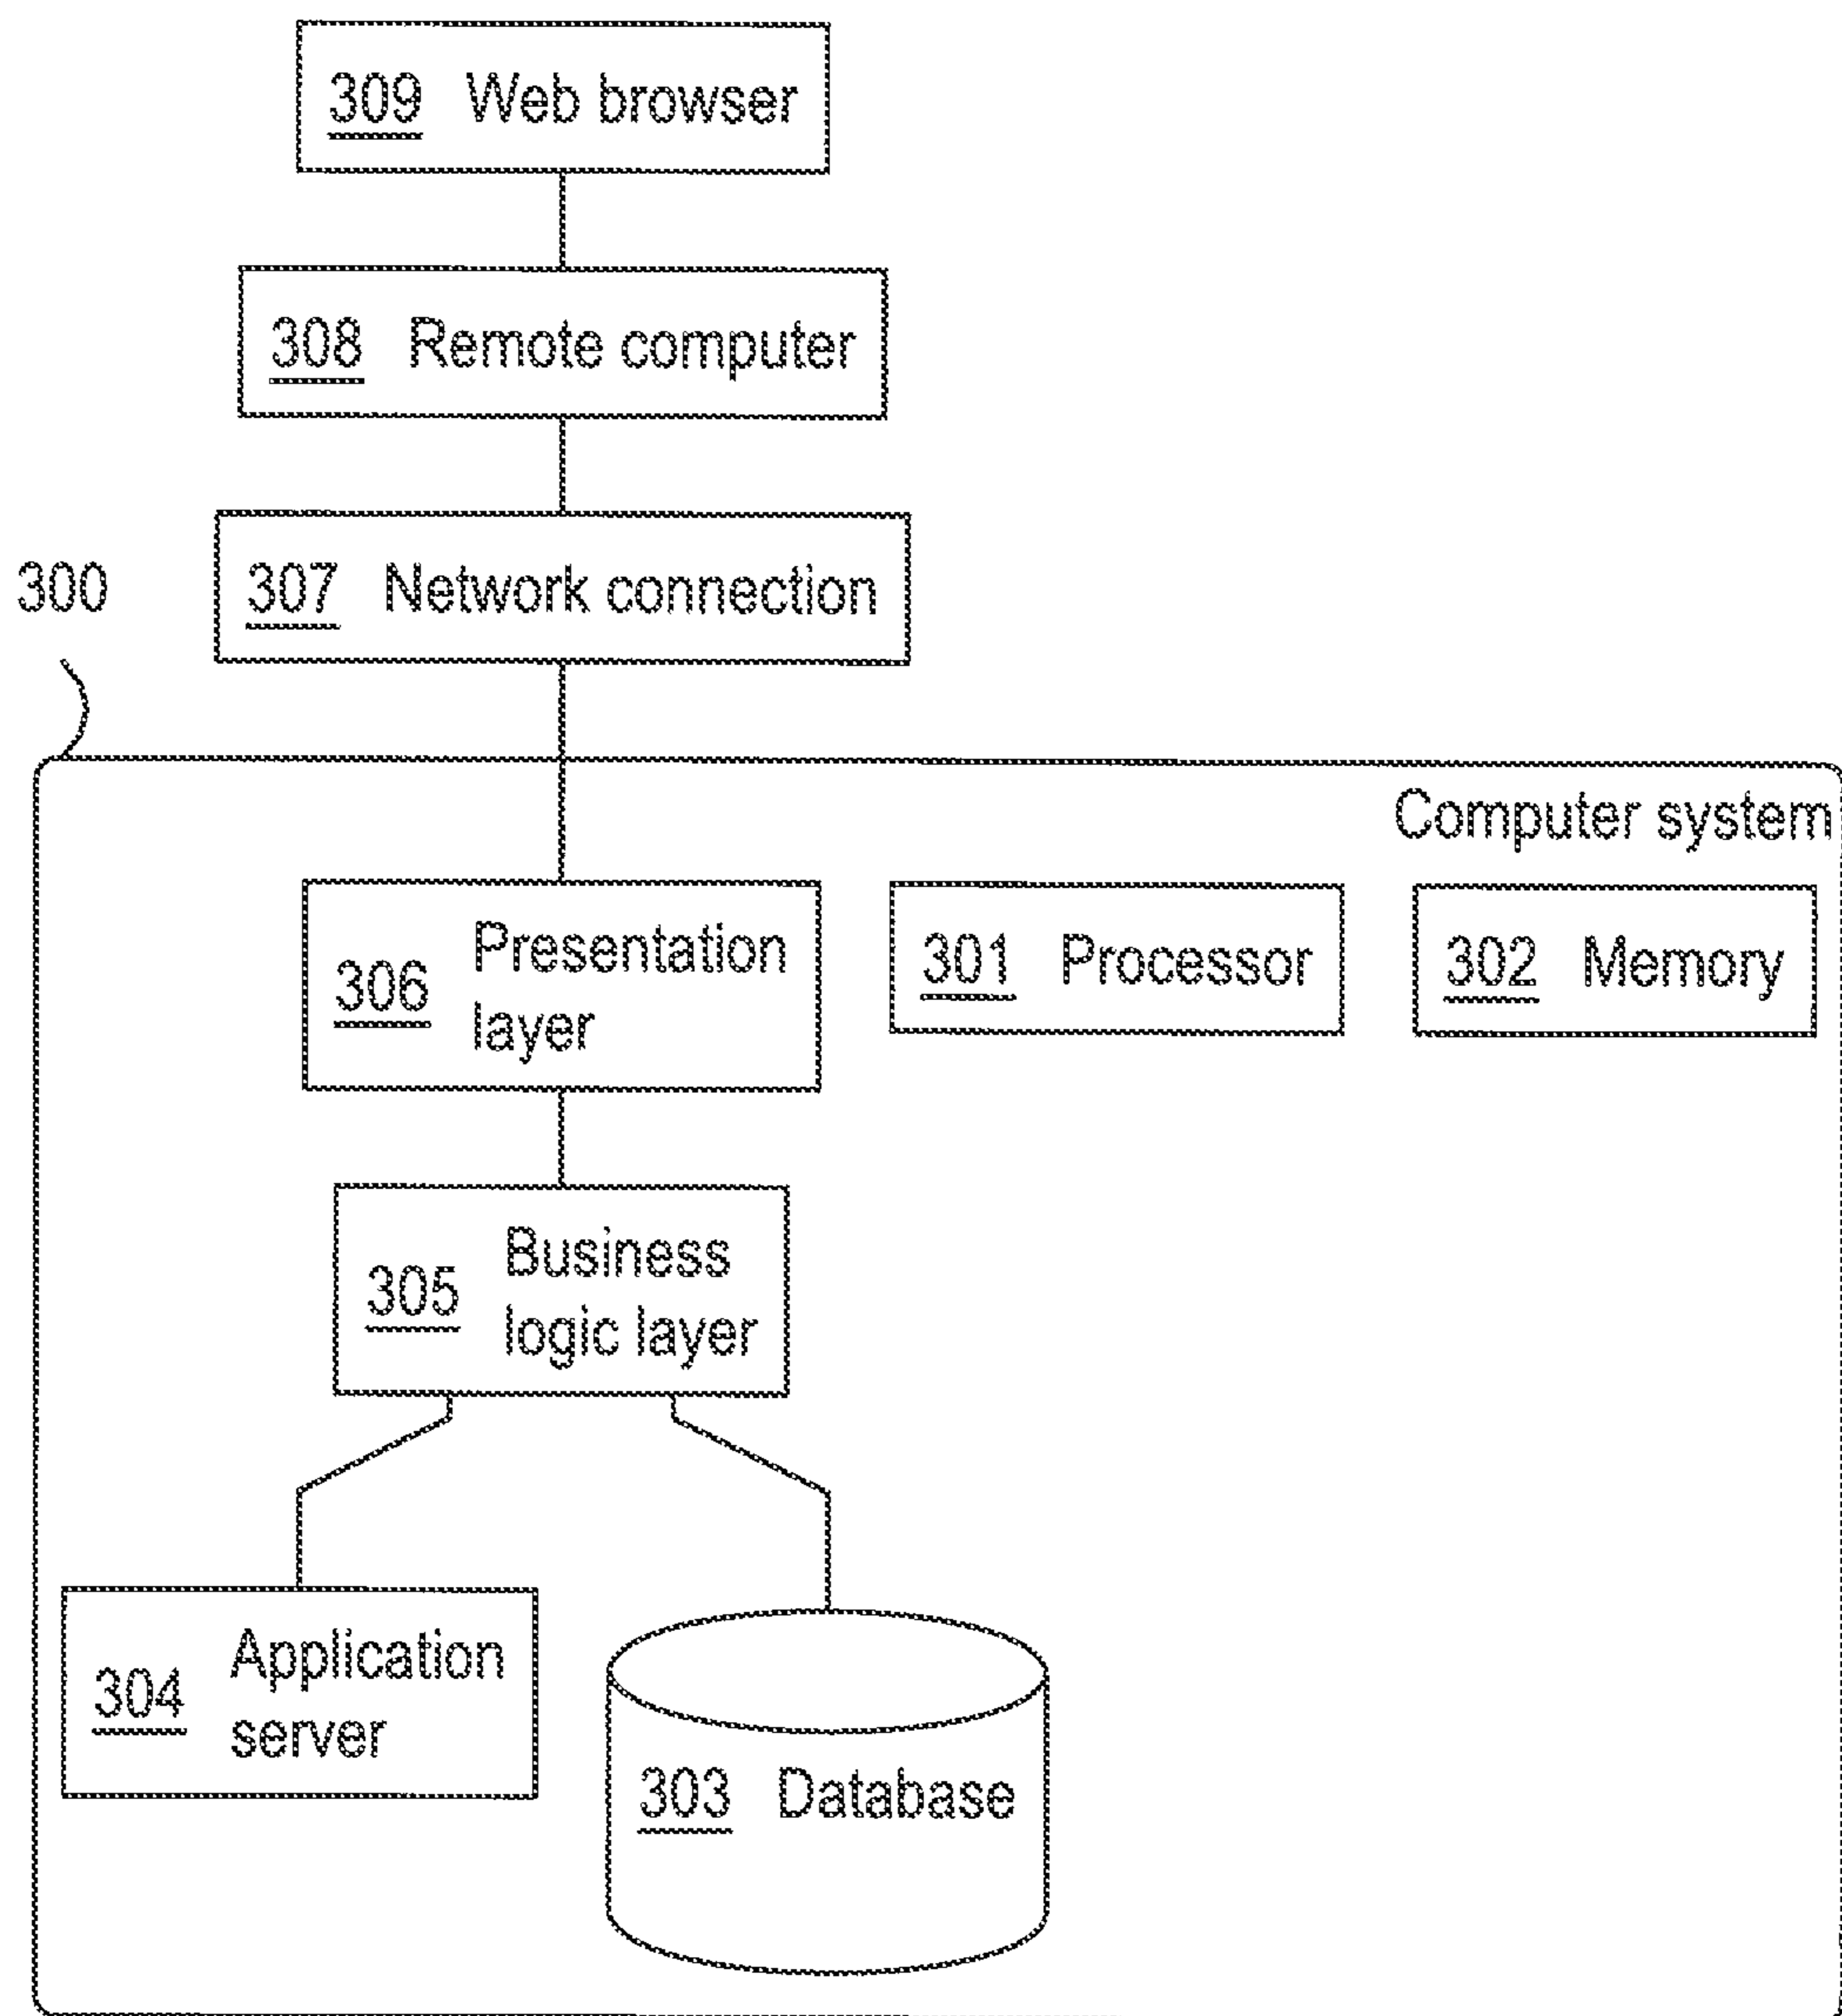 309 Web browser
308 Remote computer
300
307 Network connection
Computer system
306 Presentation
layer
301 Processor
302 Memory
305 Business
logic layer
304 Application
server
303 Database